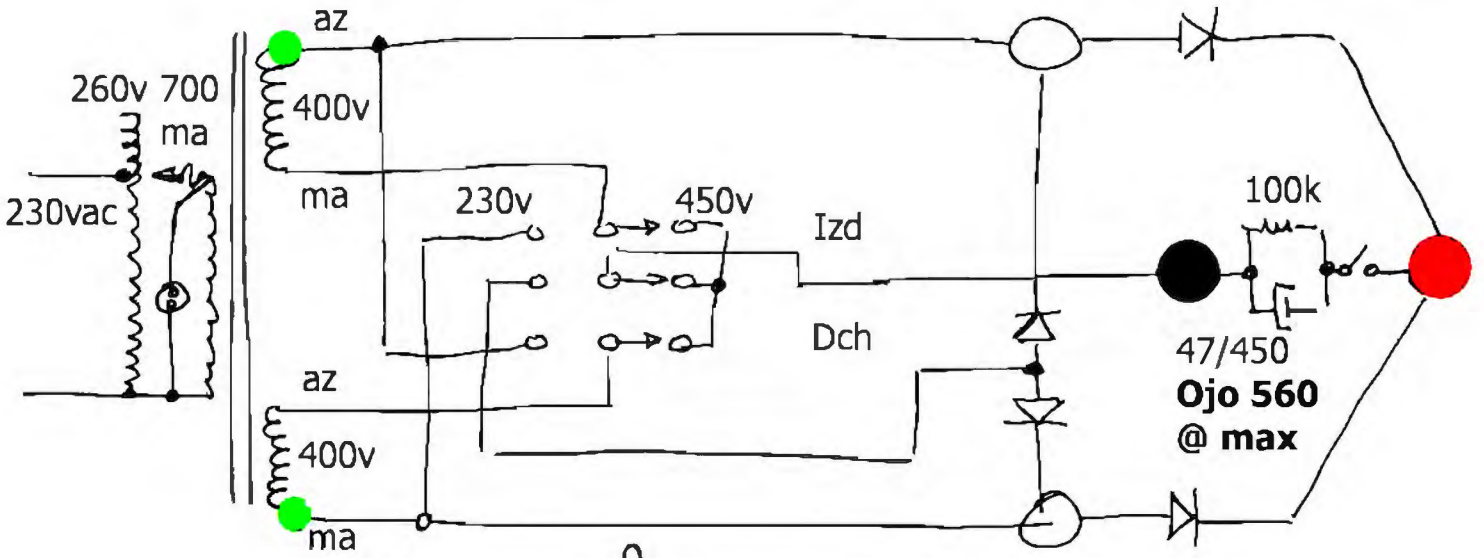 az
260v 700
ma
400v
ma
230vac
230v
450v
Izd
Dch
100k
47/450
Ojo 560
@ max
az
400v
ma